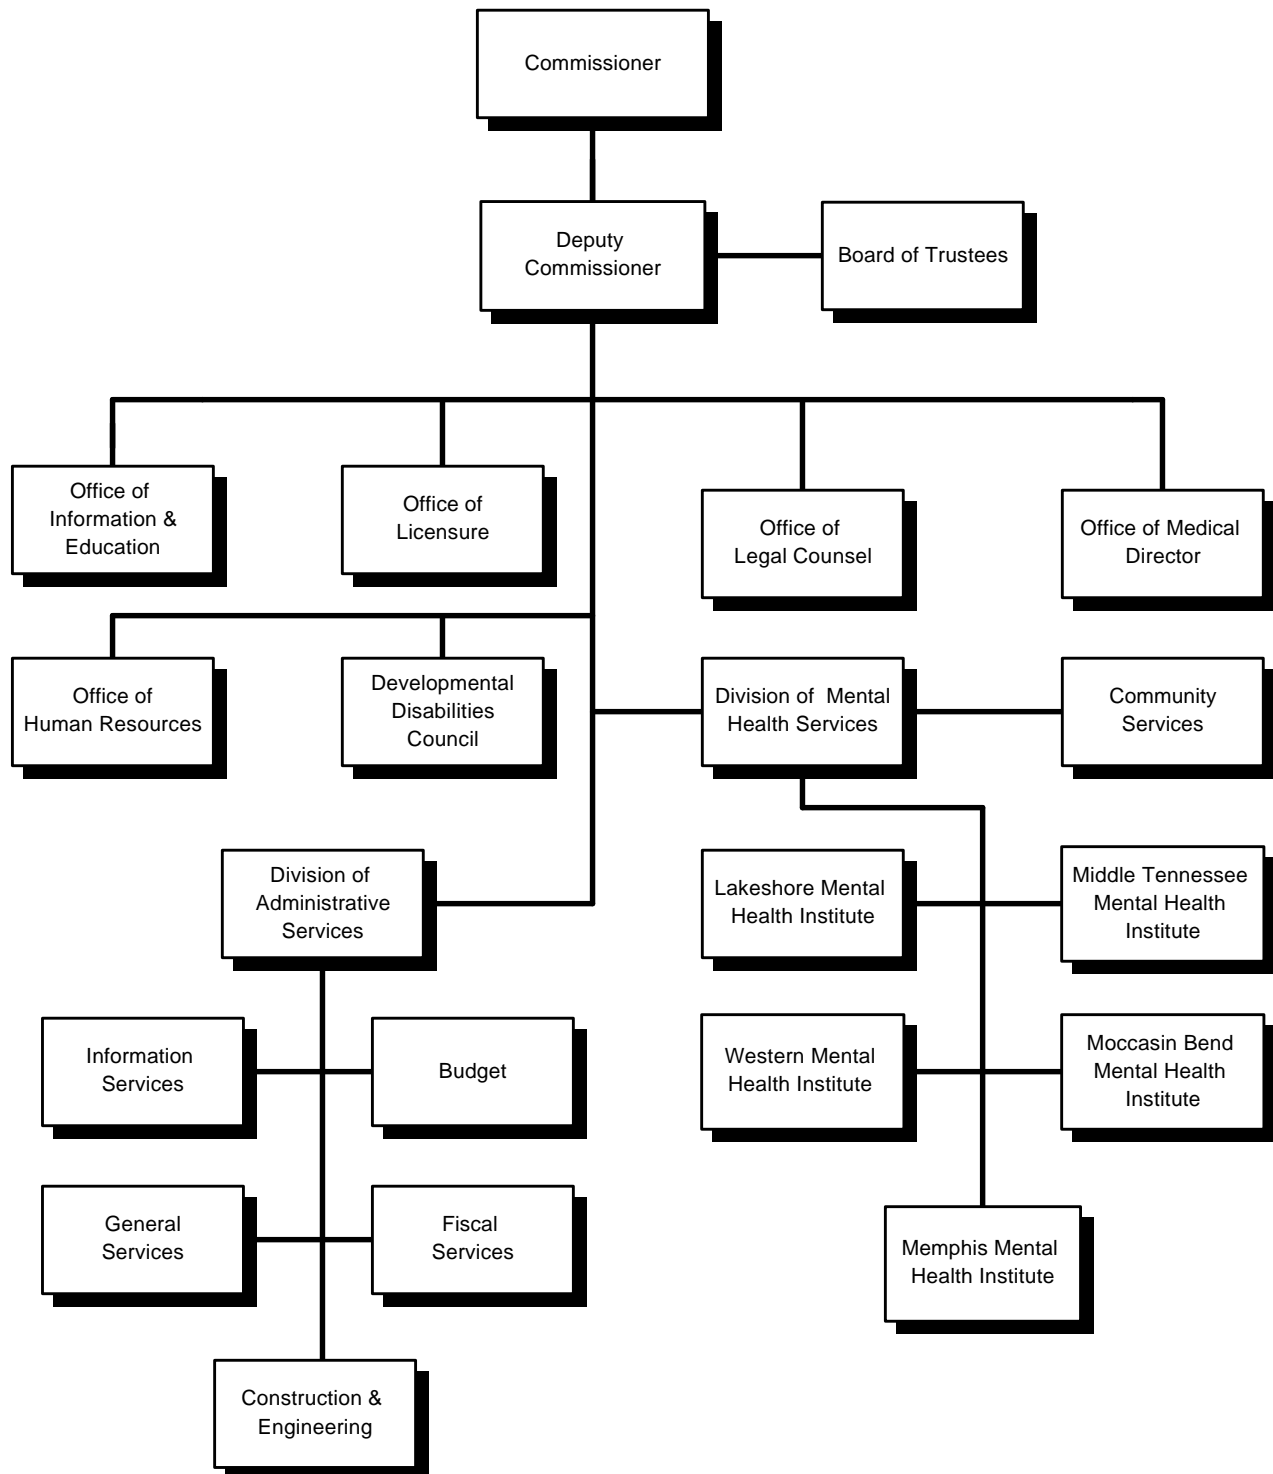 Commissioner
Deputy
Commissioner
Board of Trustees
Office of
Information &
Education
Office of
Licensure
Office of
Legal Counsel
Office of Medical
Director
Office of
Human Resources
Developmental
Disabilities
Council
Division of Mental
Health Services
Community
Services
Division of
Administrative
Services
Lakeshore Mental
Health Institute
Middle Tennessee
Mental Health
Institute
Information
Services
Budget
Western Mental
Health Institute
Moccasin Bend
Mental Health
Institute
General
Services
Fiscal
Services
Memphis Mental
Health Institute
Construction &
Engineering